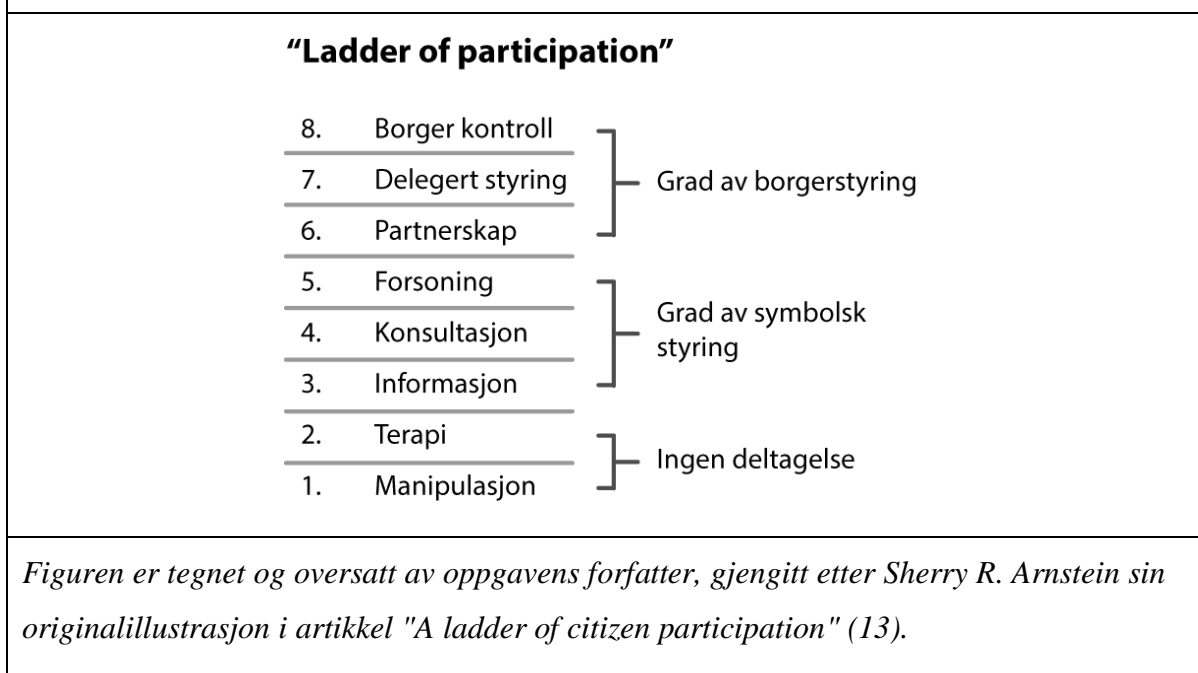 “Ladder of participation”
8. Borger kontroll
7. Delegert styring
6. Partnerskap
Grad av borgerstyring
5. Forsoning
4. Konsultasjon
3. Informasjon
Grad av symbolsk
styring
2. Terapi
1. Manipulasjon
Ingen deltagelse
Figuren er tegnet og oversatt av oppgavens forfatter, gjengitt etter Sherry R. Arnstein sin
originalillustrasjon i artikkel "A ladder of citizen participation" (13).